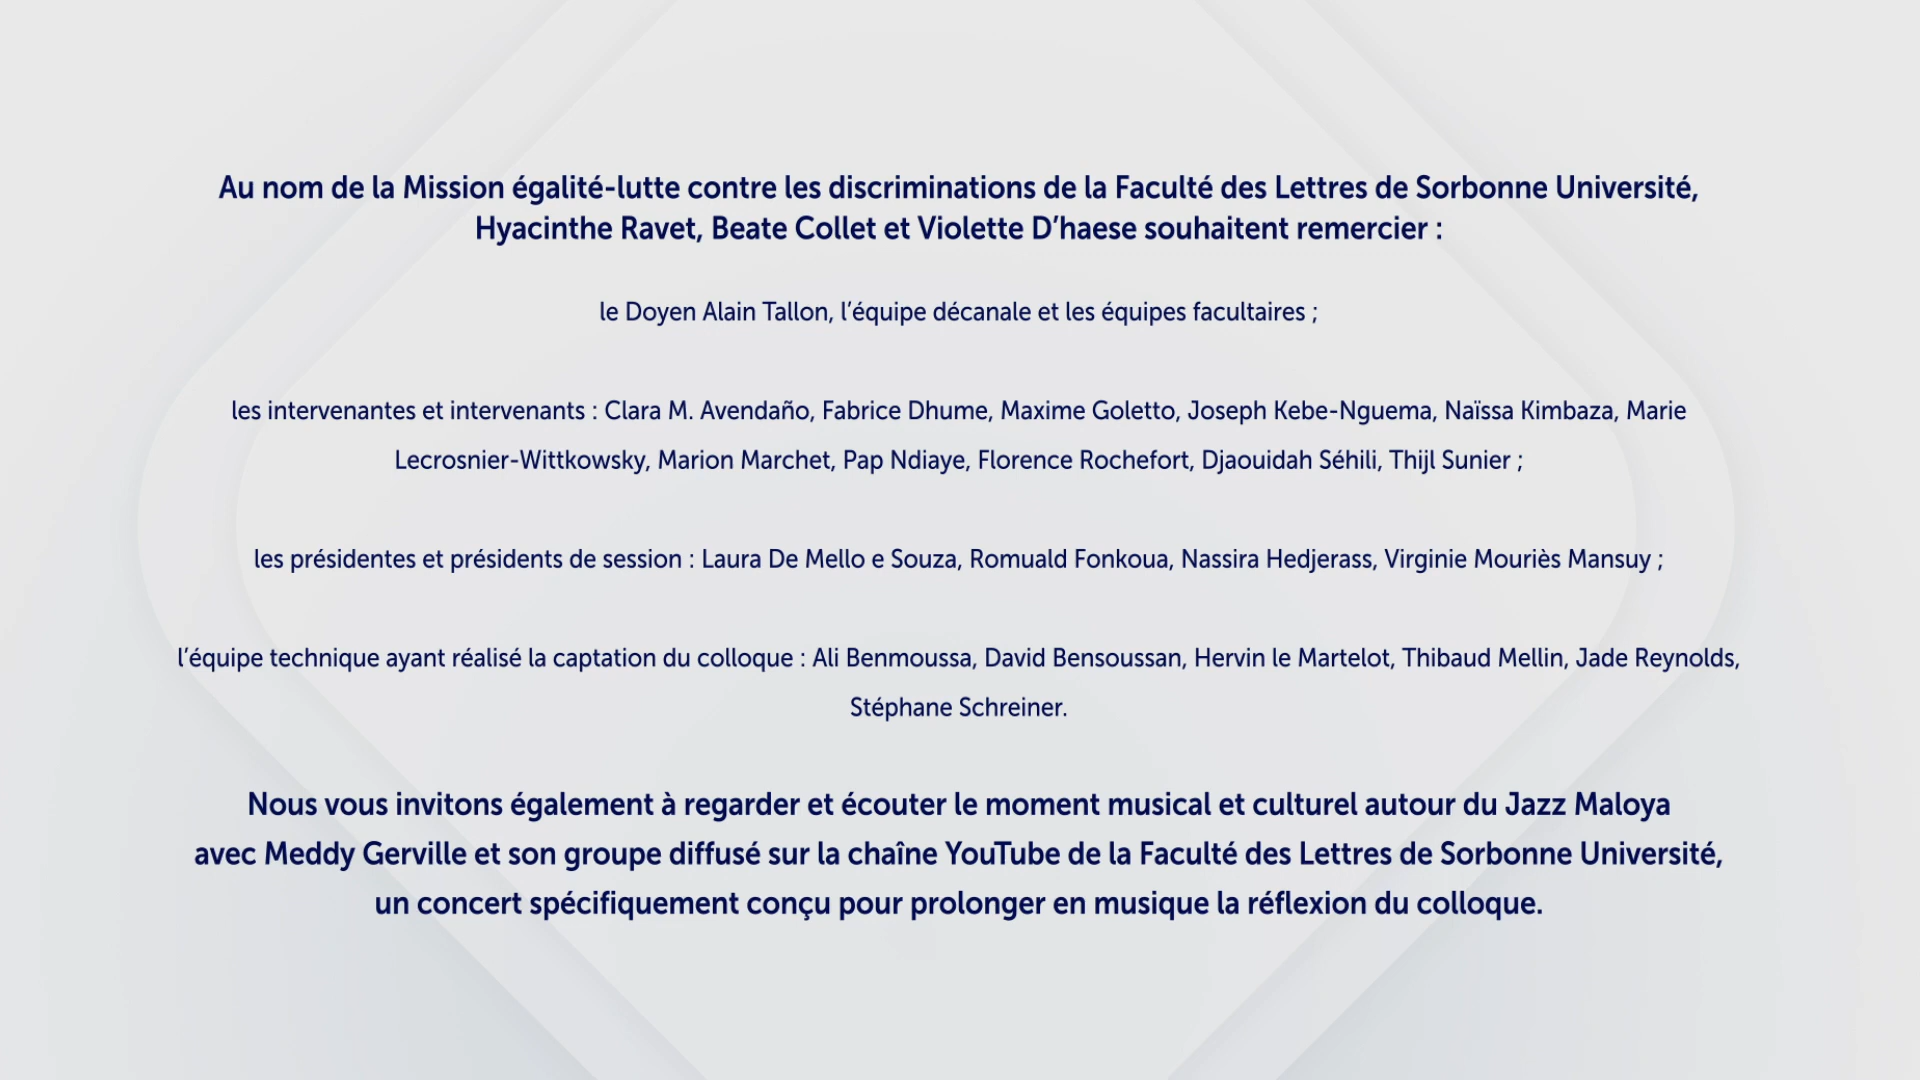 Au nom de la Mission égalité-lutte contre les discriminations de la Faculté des Lettres de Sorbonne Université,
Hyacinthe Ravet, Beate Collet et Violette D’haese souhaitent remercier :
le Doyen Alain Tallon, l’équipe décanale et les équipes facultaires ;
les intervenantes et intervenants : Clara M. Avendaño, Fabrice Dhume, Maxime Goletto, Joseph Kebe-Nguema, Naïssa Kimbaza, Marie
Lecrosnier-Wittkowsky, Marion Marchet, Pap Ndiaye, Florence Rochefort, Djaouidah Séhili, Thijl Sunier ;
les présidentes et présidents de session : Laura De Mello e Souza, Romuald Fonkoua, Nassira Hedjerass, Virginie Mouriès Mansuy ;
l’équipe technique ayant réalisé la captation du colloque : Ali Benmoussa, David Bensoussan, Hervin le Martelot, Thibaud Mellin, Jade Reynolds,
Stéphane Schreiner.
Nous vous invitons également à regarder et écouter le moment musical et culturel autour du Jazz Maloya
avec Meddy Gerville et son groupe diffusé sur la chaîne YouTube de la Faculté des Lettres de Sorbonne Université,
un concert spécifiquement conçu pour prolonger en musique la réflexion du colloque.